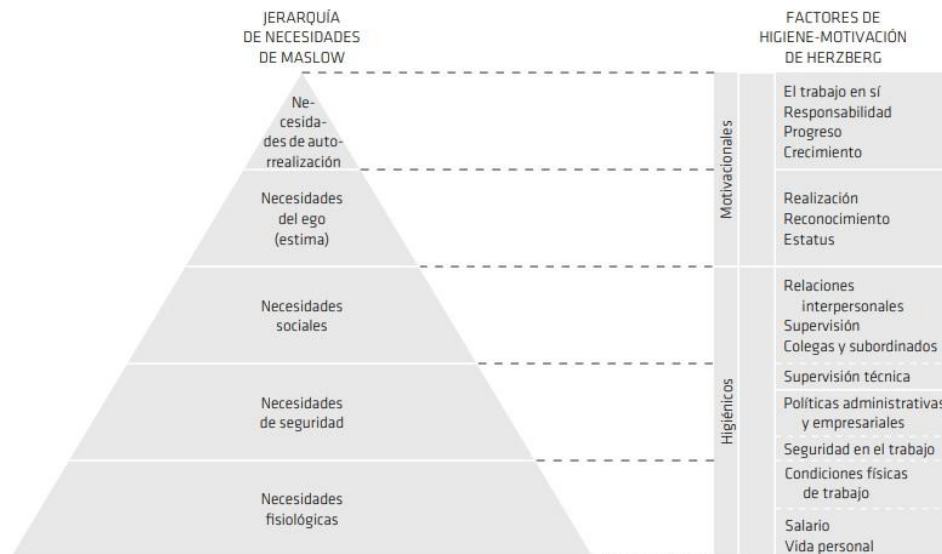 JERARQUÍA
DE NECESIDADES
DE MASLOW
Ne-
cesida-
des de auto-
rrealización
Necesidades
del ego
(estima)
Necesidades
sociales
Necesidades
de seguridad
Necesidades
fisiológicas
FACTORES DE
HIGIENE-MOTIVACIÓN
DE HERZBERG
Motivacionales
El trabajo en sí
Responsabilidad
Progreso
Crecimiento
Realización
Reconocimiento
Estatus
Higiénicos
Relaciones
interpersonales
Supervisión
Colegas y subordinados
Supervisión técnica
Políticas administrativas
y empresariales
Seguridad en el trabajo
Condiciones físicas
de trabajo
Salario
Vida personal